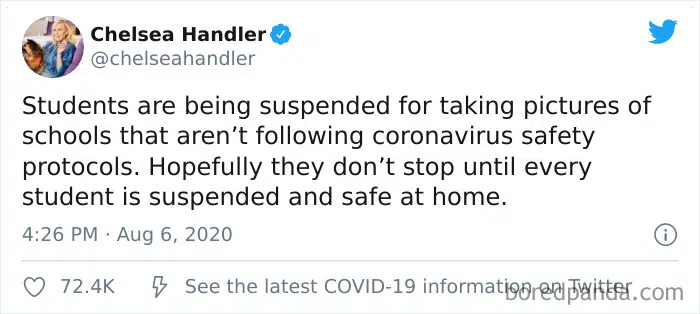 Chelsea Handler
@chelseahandler
Students are being suspended for taking pictures of
schools that aren’t following coronavirus safety
protocols. Hopefully they don’t stop until every
student is suspended and safe at home.
4:26 PM · Aug 6, 2020
72.4K See the latest COVID-19 information on Twitter
boredpanda.com